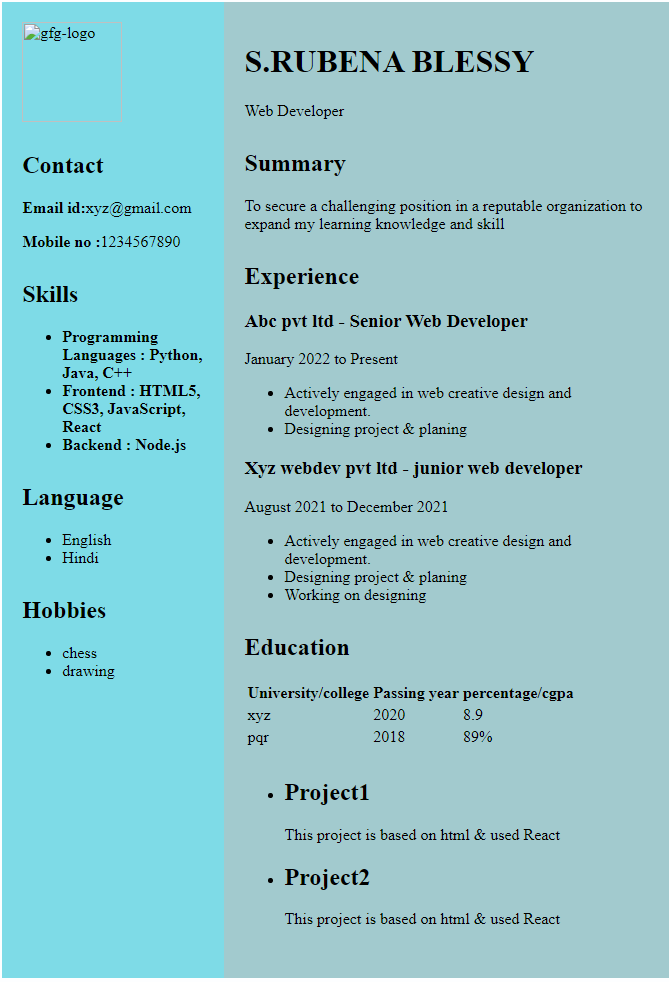 gfg-logo
Contact
Email id:xyz@gmail.com
Mobile no :1234567890
Skills
Programming
Languages : Python,
Java, C++
Frontend : HTML5,
CSS3, JavaScript,
React
Backend : Node.js
Language
English
Hindi
Hobbies
chess
drawing
S.RUBENA BLESSY
Web Developer
Summary
To secure a challenging position in a reputable organization to
expand my learning knowledge and skill
Experience
Abc pvt ltd - Senior Web Developer
January 2022 to Present
Actively engaged in web creative design and
development.
Designing project & planing
Xyz webdev pvt ltd - junior web developer
August 2021 to December 2021
Actively engaged in web creative design and
development.
Designing project & planing
Working on designing
Education
University/college Passing year percentage/cgpa
xyz 2020 8.9
pqr 2018 89%
Project1
This project is based on html & used React
Project2
This project is based on html & used React